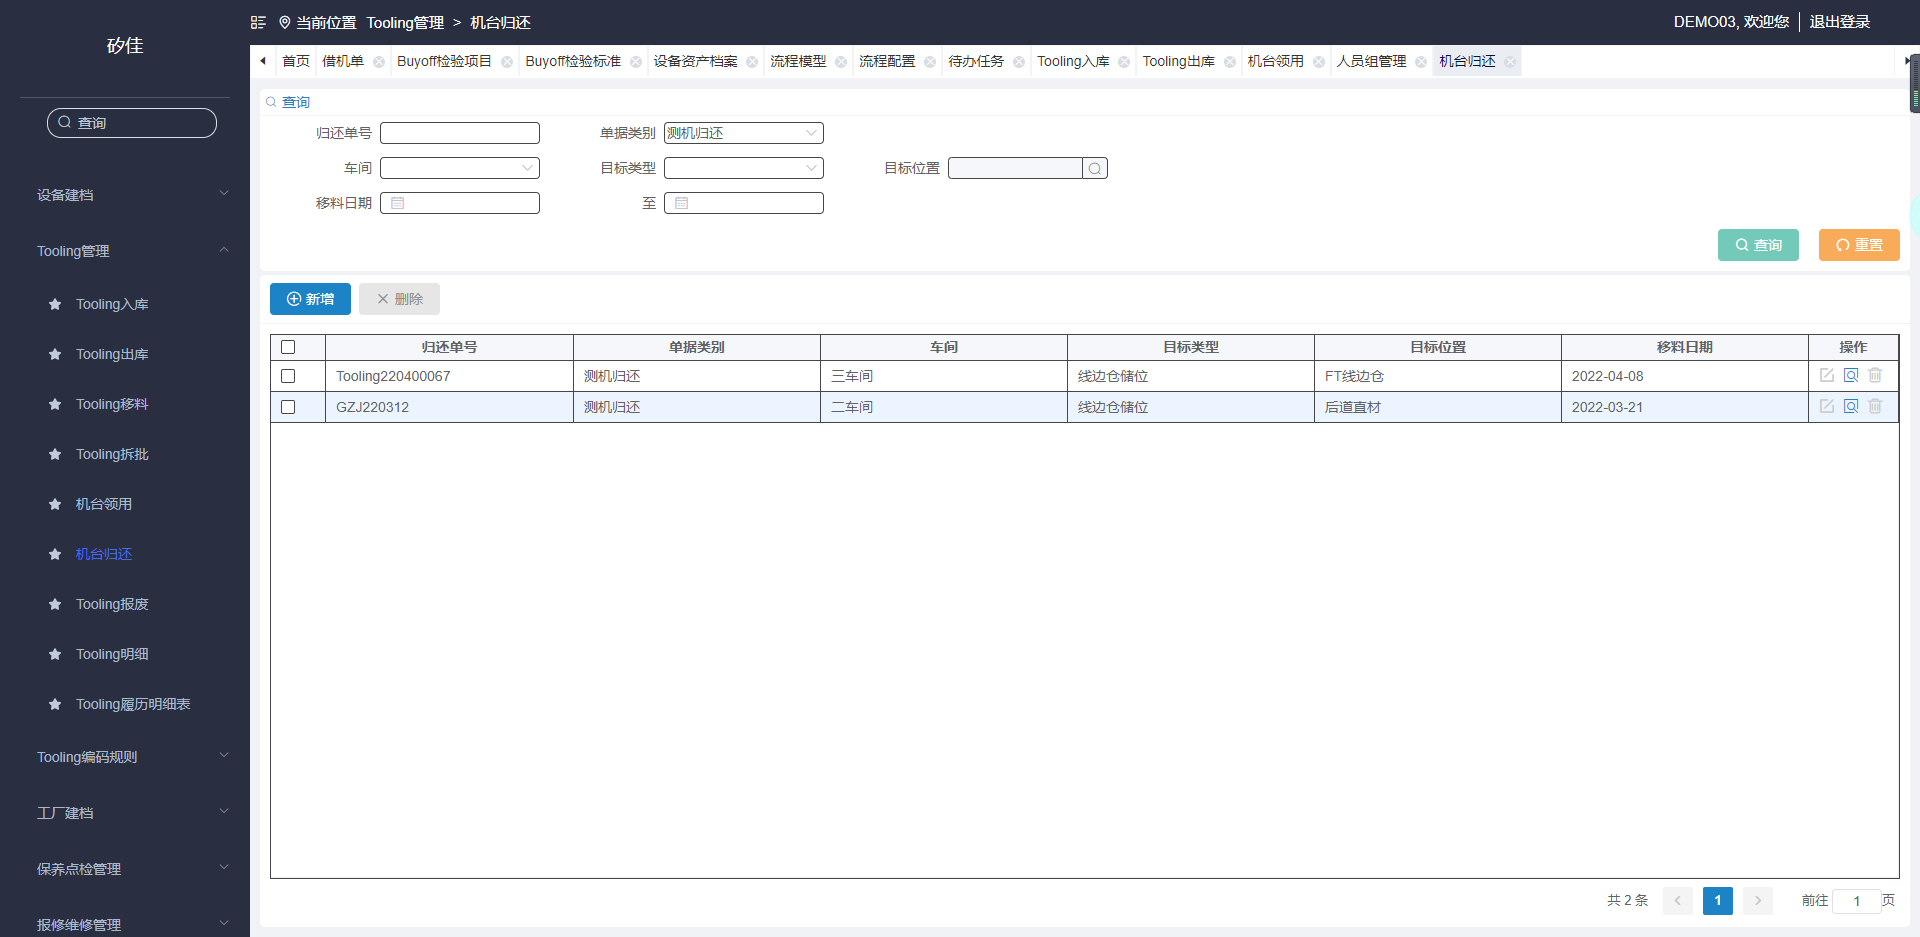 矽佳
当前位置 Tooling管理 > 机台归还
DEMO03, 欢迎您 退出登录
首页 借机单 Buyoff检验项目 Buyoff检验标准 设备资产档案 流程模型 流程配置 待办任务 Tooling入库 Tooling出库 机台领用 人员组管理 机台归还
查询
设备建档
Tooling管理
Tooling入库
Tooling出库
Tooling移料
Tooling拆批
机台领用
机台归还
Tooling报废
Tooling明细
Tooling履历明细表
Tooling编码规则
工厂建档
保养点检管理
报修维修管理
查询
归还单号 单据类别 测机归还
车间 目标类型 目标位置
移料日期 至
查询 重置
新增 删除
归还单号 单据类别 车间 目标类型 目标位置 移料日期 操作
Tooling220400067 测机归还 三车间 线边仓储位 FT线边仓 2022-04-08
GZJ220312 测机归还 二车间 线边仓储位 后道直材 2022-03-21
共 2 条 1 前往 1 页